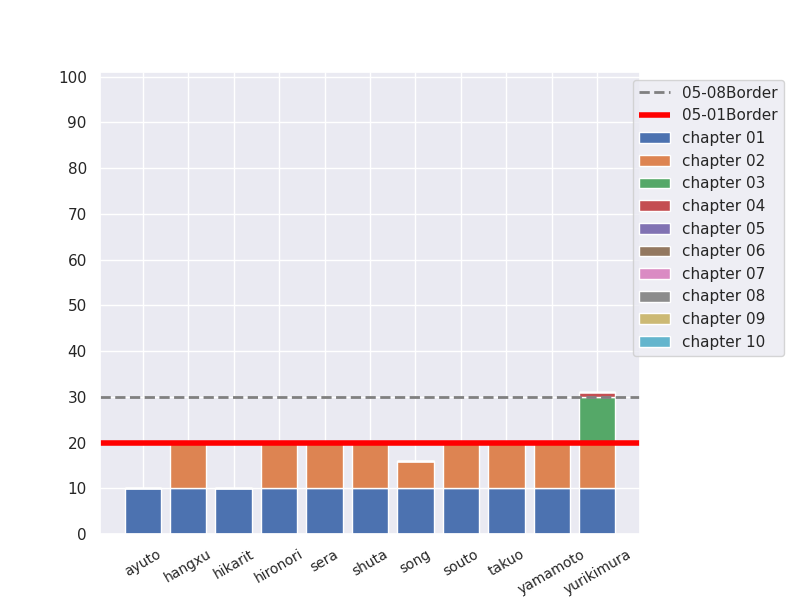 100
90
80
70
60
50
40
30
20
10
0
ayuto
hangxu
hikarit
hironori
sera
shuta
song
souto
takuo
yamamoto
yurikimura
05-08Border
05-01Border
chapter 01
chapter 02
chapter 03
chapter 04
chapter 05
chapter 06
chapter 07
chapter 08
chapter 09
chapter 10